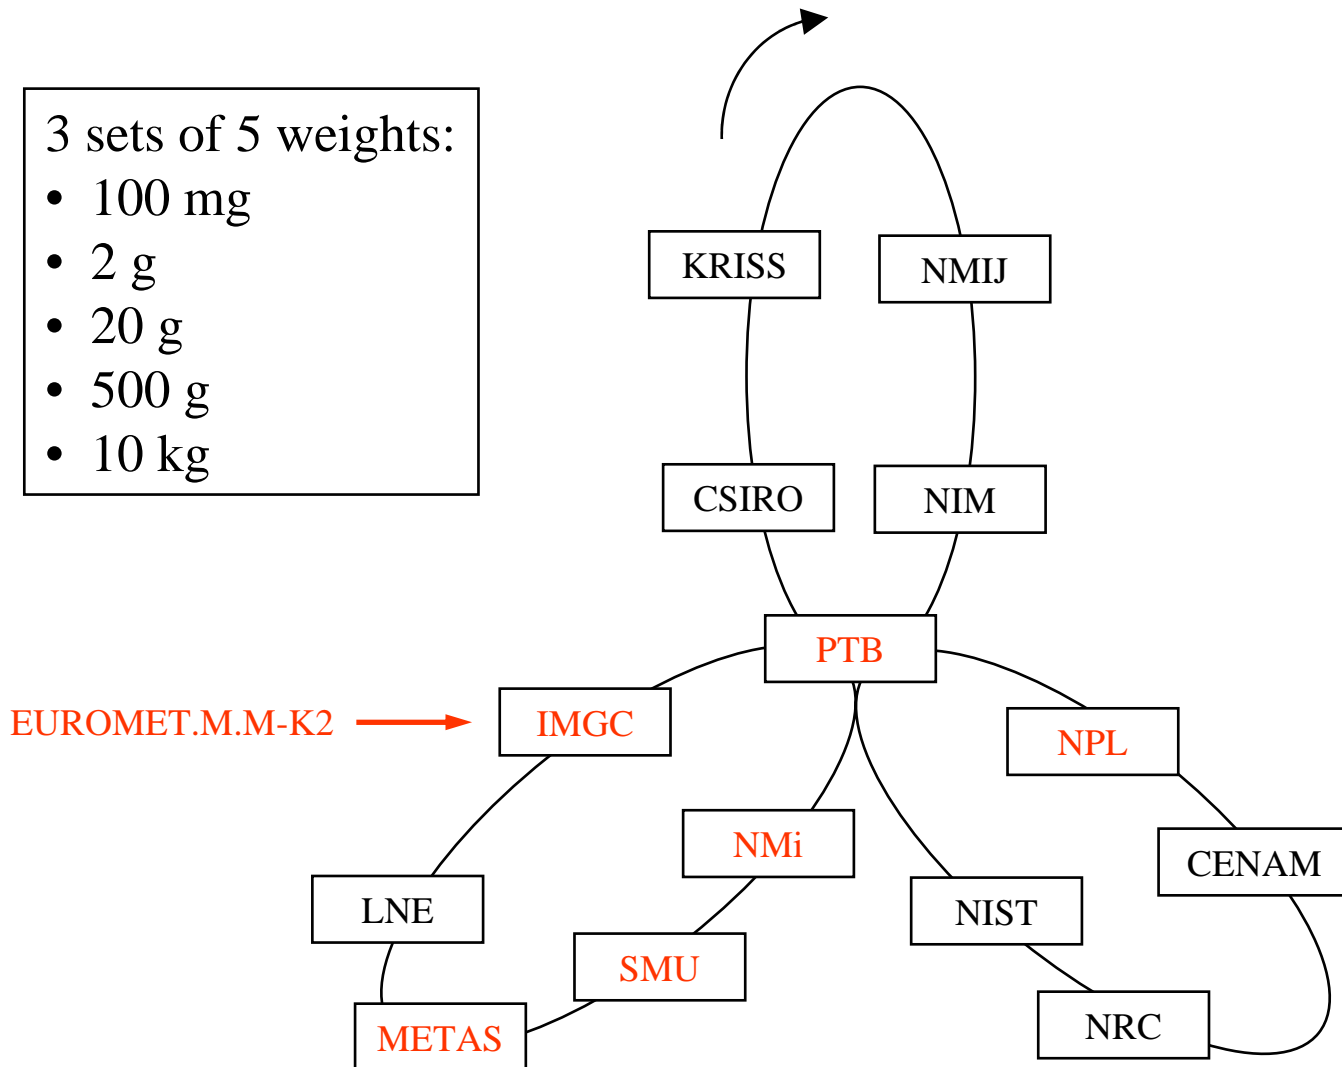 3 sets of 5 weights:
• 100 mg
• 2 g
• 20 g
• 500 g
• 10 kg
KRISS
NMIJ
CSIRO
NIM
PTB
EUROMET.M.M-K2
IMGC
NPL
NMi
CENAM
LNE
NIST
SMU
NRC
METAS